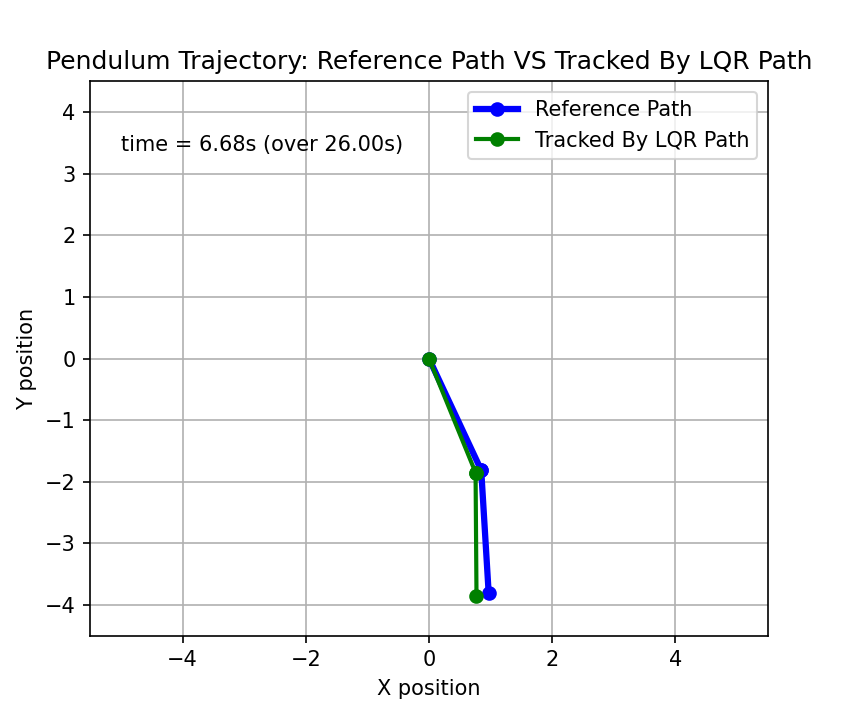 Pendulum Trajectory: Reference Path VS Tracked By LQR Path
Reference Path
time = 6.68s (over 26.00s)
Tracked By LQR Path
4
3
2
1
0
−1
−2
−3
−4
Y position
−4
−2
0
2
4
X position